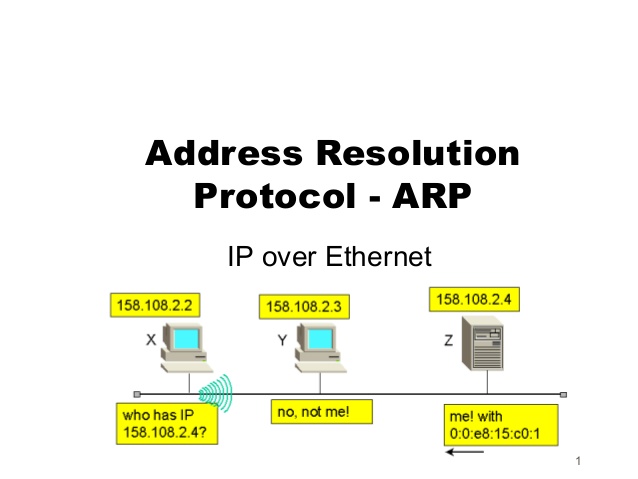 Address Resolution
Protocol - ARP
IP over Ethernet
158.108.2.2
158.108.2.3
158.108.2.4
X
Y
Z
who has IP
158.108.2.4?
no, not me!
me! with
0:0:e8:15:c0:1
1